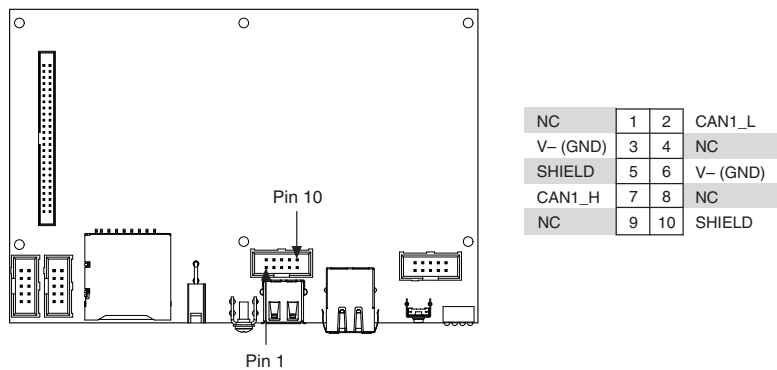 NC 1 2 CAN1_L
V– (GND) 3 4 NC
SHIELD 5 6 V– (GND)
CAN1_H 7 8 NC
NC 9 10 SHIELD
Pin 10
Pin 1